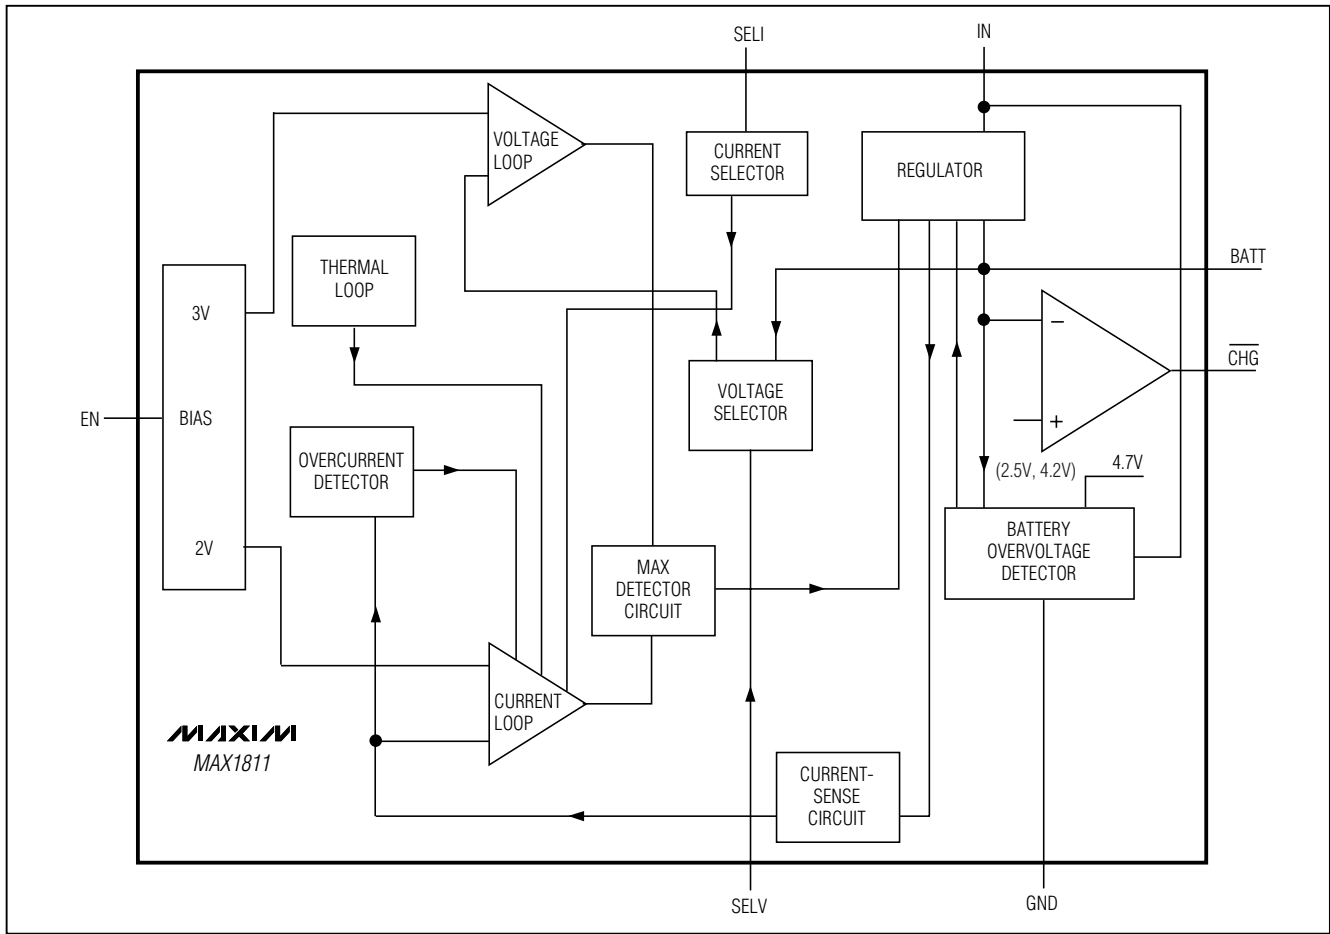 SELI
IN
VOLTAGE
LOOP
CURRENT
SELECTOR
REGULATOR
THERMAL
LOOP
BATT
3V
−
CHG
BIAS
EN
VOLTAGE
SELECTOR
+
OVERCURRENT
DETECTOR
(2.5V, 4.2V)
4.7V
2V
BATTERY
OVERVOLTAGE
DETECTOR
MAX
DETECTOR
CIRCUIT
CURRENT
LOOP
MAXIM
MAX1811
CURRENT-
SENSE
CIRCUIT
SELV
GND